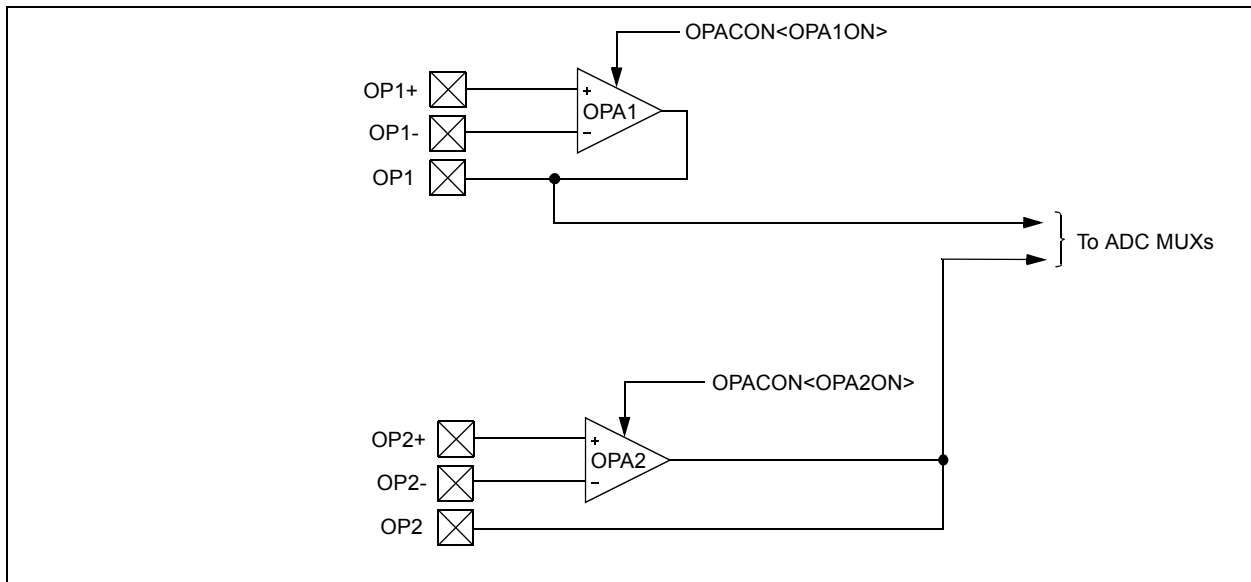 OPACON<OPA1ON>
OP1+
+
OPA1
OP1-
−
OP1
To ADC MUXs
OPACON<OPA2ON>
OP2+
+
OPA2
OP2-
−
OP2